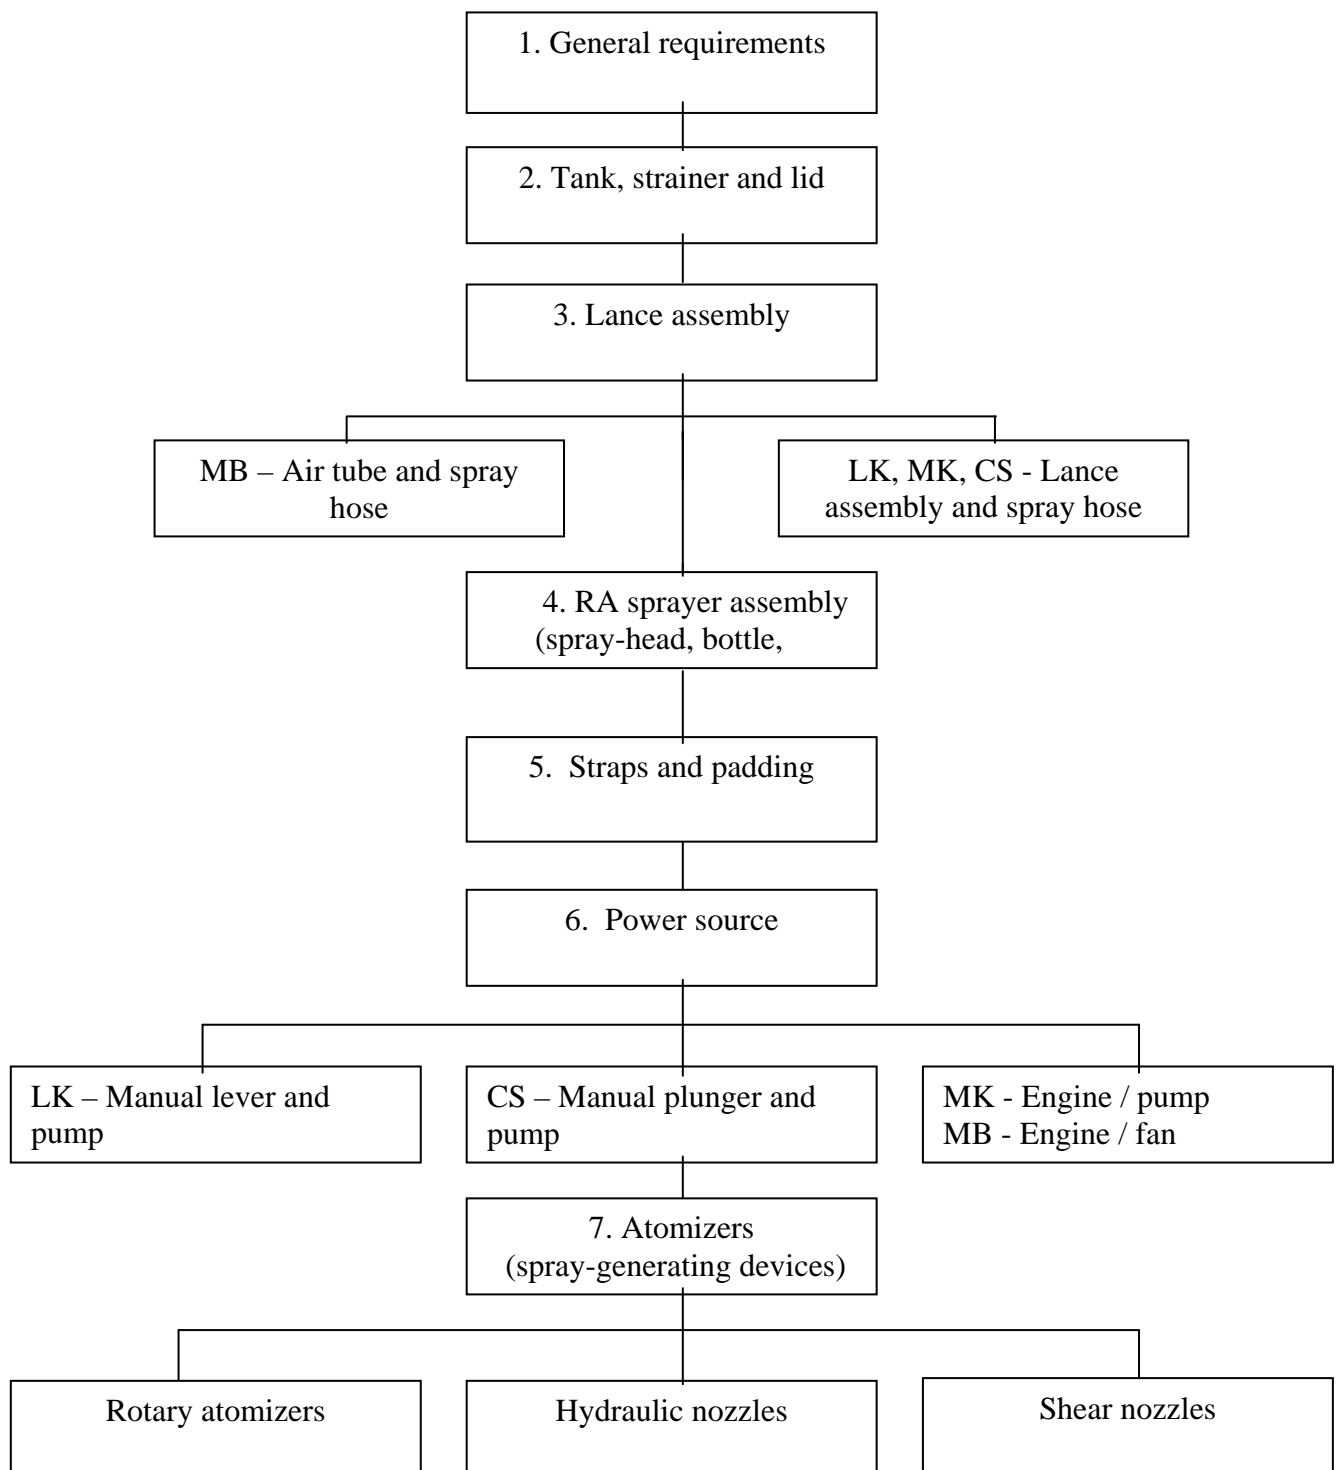 1. General requirements
2. Tank, strainer and lid
3. Lance assembly
MB – Air tube and spray
hose
LK, MK, CS - Lance
assembly and spray hose
4. RA sprayer assembly
(spray-head, bottle,
5.  Straps and padding
6.  Power source
LK – Manual lever and
pump
CS – Manual plunger and
pump
MK - Engine / pump
MB - Engine / fan
7. Atomizers
(spray-generating devices)
Rotary atomizers
Hydraulic nozzles
Shear nozzles